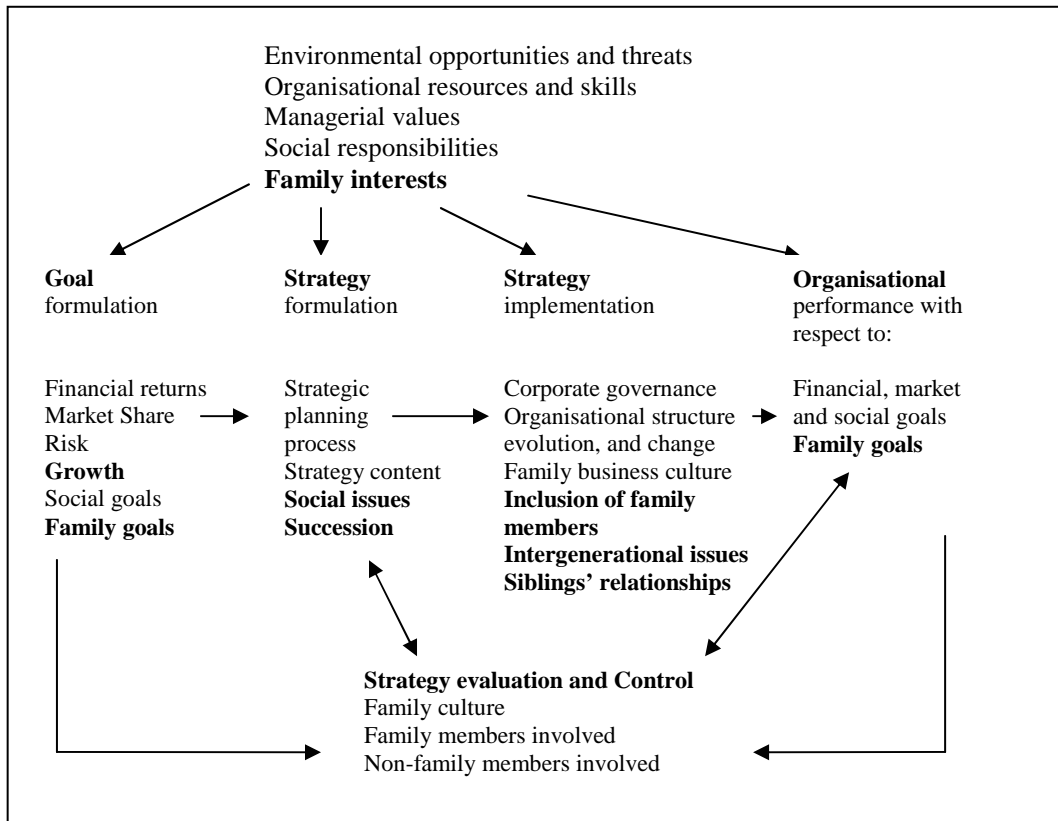 Environmental opportunities and threats
Organisational resources and skills
Managerial values
Social responsibilities
Family interests
Goal
formulation
Strategy
formulation
Strategy
implementation
Organisational
performance with
respect to:
Financial returns
Market Share
Risk
Growth
Social goals
Family goals
Strategic
planning
process
Strategy content
Social issues
Succession
Corporate governance
Organisational structure
evolution, and change
Family business culture
Inclusion of family
members
Intergenerational issues
Siblings' relationships
Financial, market
and social goals
Family goals
Strategy evaluation and Control
Family culture
Family members involved
Non-family members involved